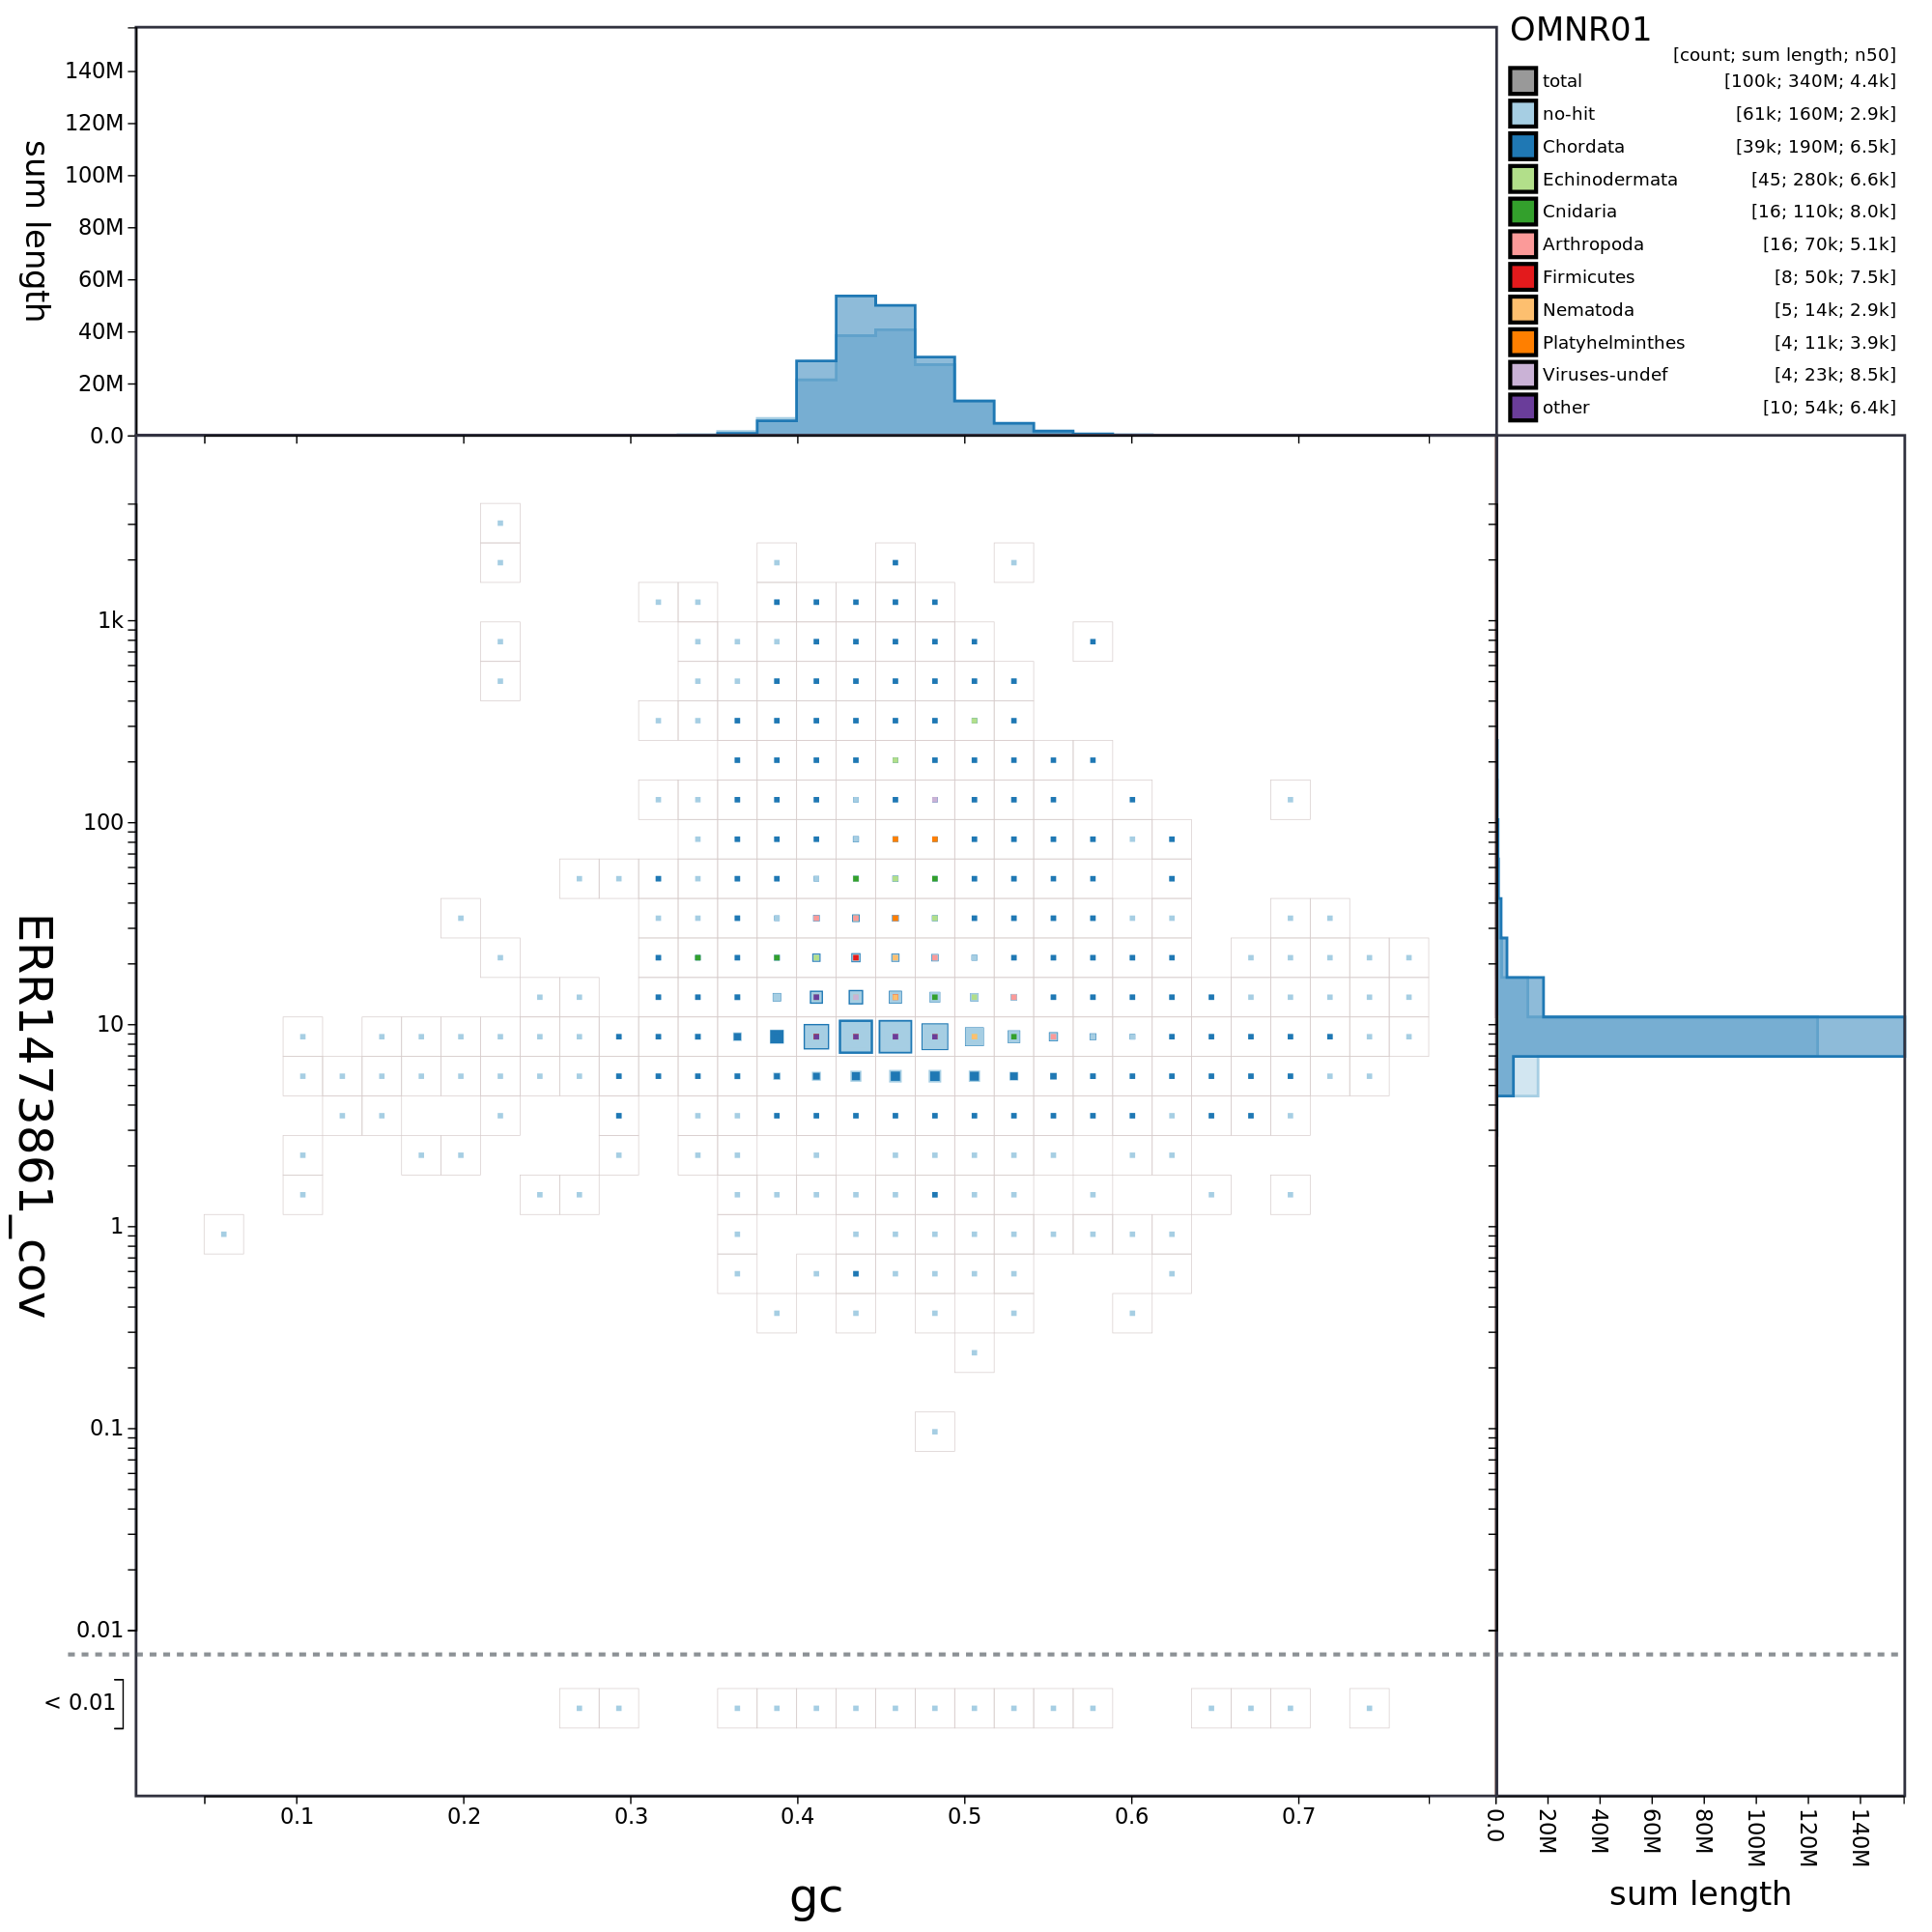 OMNR01
[count; sum length; n50]
total [100k; 340M; 4.4k]
no-hit [61k; 160M; 2.9k]
Chordata [39k; 190M; 6.5k]
Echinodermata [45; 280k; 6.6k]
Cnidaria [16; 110k; 8.0k]
Arthropoda [16; 70k; 5.1k]
Firmicutes [8; 50k; 7.5k]
Nematoda [5; 14k; 2.9k]
Platyhelminthes [4; 11k; 3.9k]
Viruses-undef [4; 23k; 8.5k]
other [10; 54k; 6.4k]
sum length
140M
120M
100M
80M
60M
40M
20M
0.0
ERR1473861_cov
1k
100
10
1
0.1
0.01
< 0.01
0.1 0.2 0.3 0.4 0.5 0.6 0.7
gc
0.0 20M 40M 60M 80M 100M 120M 140M
sum length